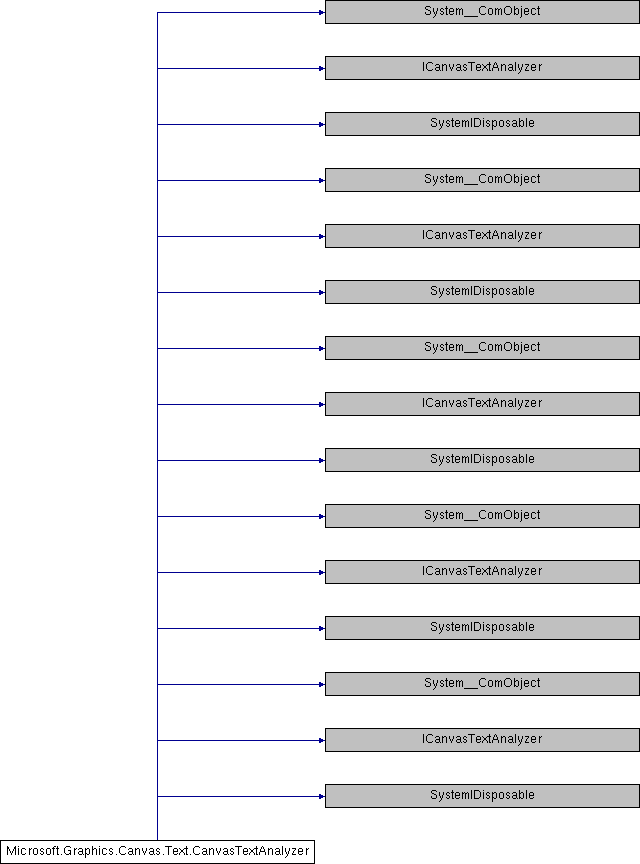 System__ComObject
ICanvasTextAnalyzer
SystemIDisposable
System__ComObject
ICanvasTextAnalyzer
SystemIDisposable
System__ComObject
ICanvasTextAnalyzer
SystemIDisposable
System__ComObject
ICanvasTextAnalyzer
SystemIDisposable
System__ComObject
ICanvasTextAnalyzer
SystemIDisposable
Microsoft.Graphics.Canvas.Text.CanvasTextAnalyzer